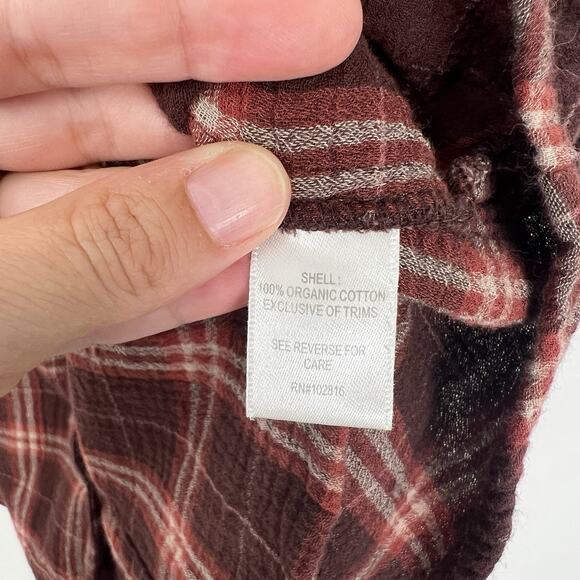 SHELL:
100% ORGANIC COTTON
EXCLUSIVE OF TRIMS
SEE REVERSE FOR
CARE
RN#102816